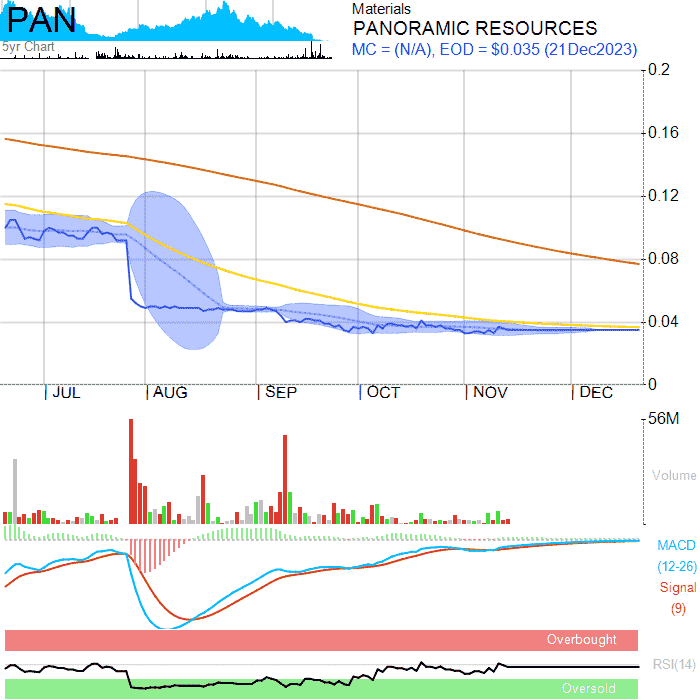 PAN
5yr Chart
Materials
PANORAMIC RESOURCES
MC = (N/A), EOD = $0.035 (21Dec2023)
0.2
0.16
0.12
0.08
0.04
0
JUL AUG SEP OCT NOV DEC
56M
Volume
MACD
(12-26)
Signal
(9)
Overbought
RSI(14)
Oversold